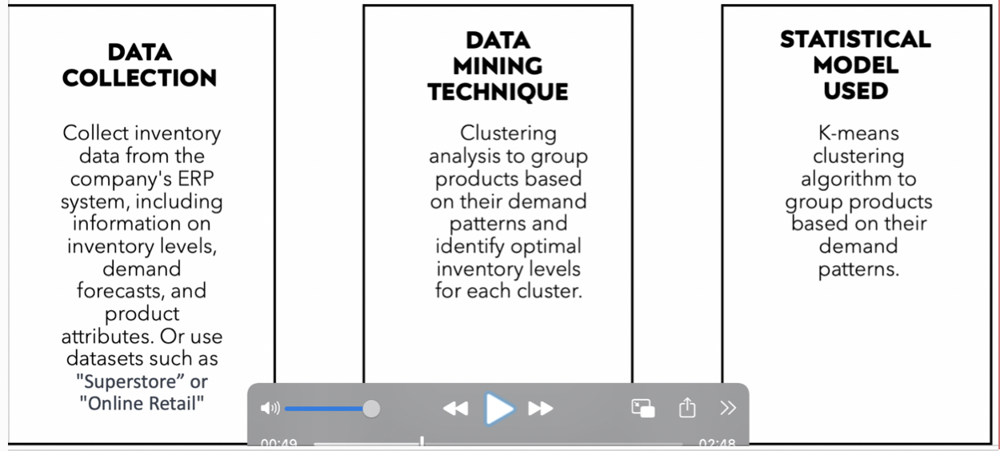 DATA
COLLECTION
Collect inventory
data from the
company's ERP
system, including
information on
inventory levels,
demand
forecasts, and
product
attributes. Or use
datasets such as
"Superstore” or
"Online Retail"
DATA
MINING
TECHNIQUE
Clustering
analysis to group
products based
on their demand
patterns and
identify optimal
inventory levels
for each cluster.
STATISTICAL
MODEL
USED
K-means
clustering
algorithm to
group products
based on their
demand
patterns.
00:49
02:48